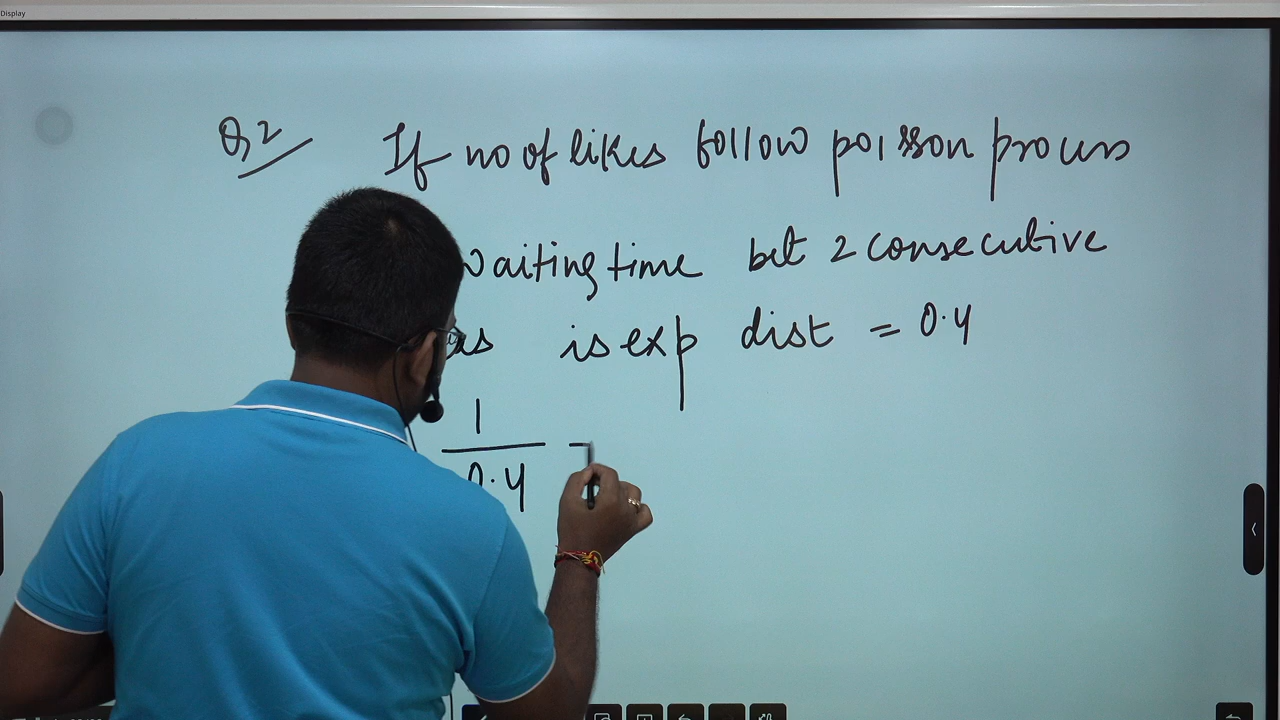 Display
Q2 If no of likes follow poisson process
waiting time bet 2 consecutive
is exp dist = 0.4
1
0.4